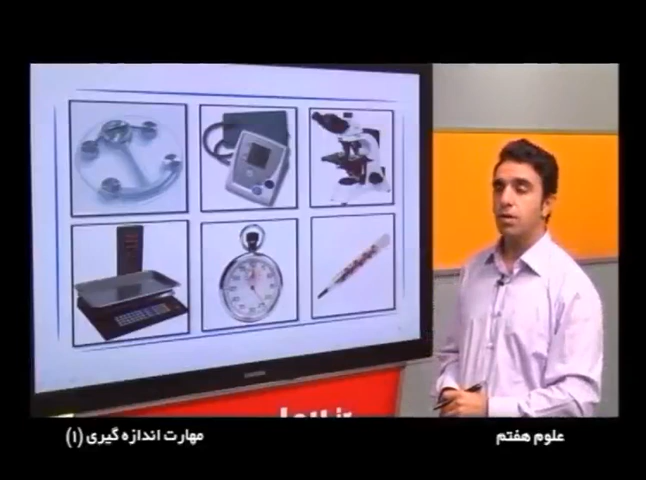 علوم هفتم
مهارت اندازه گیری (۱)